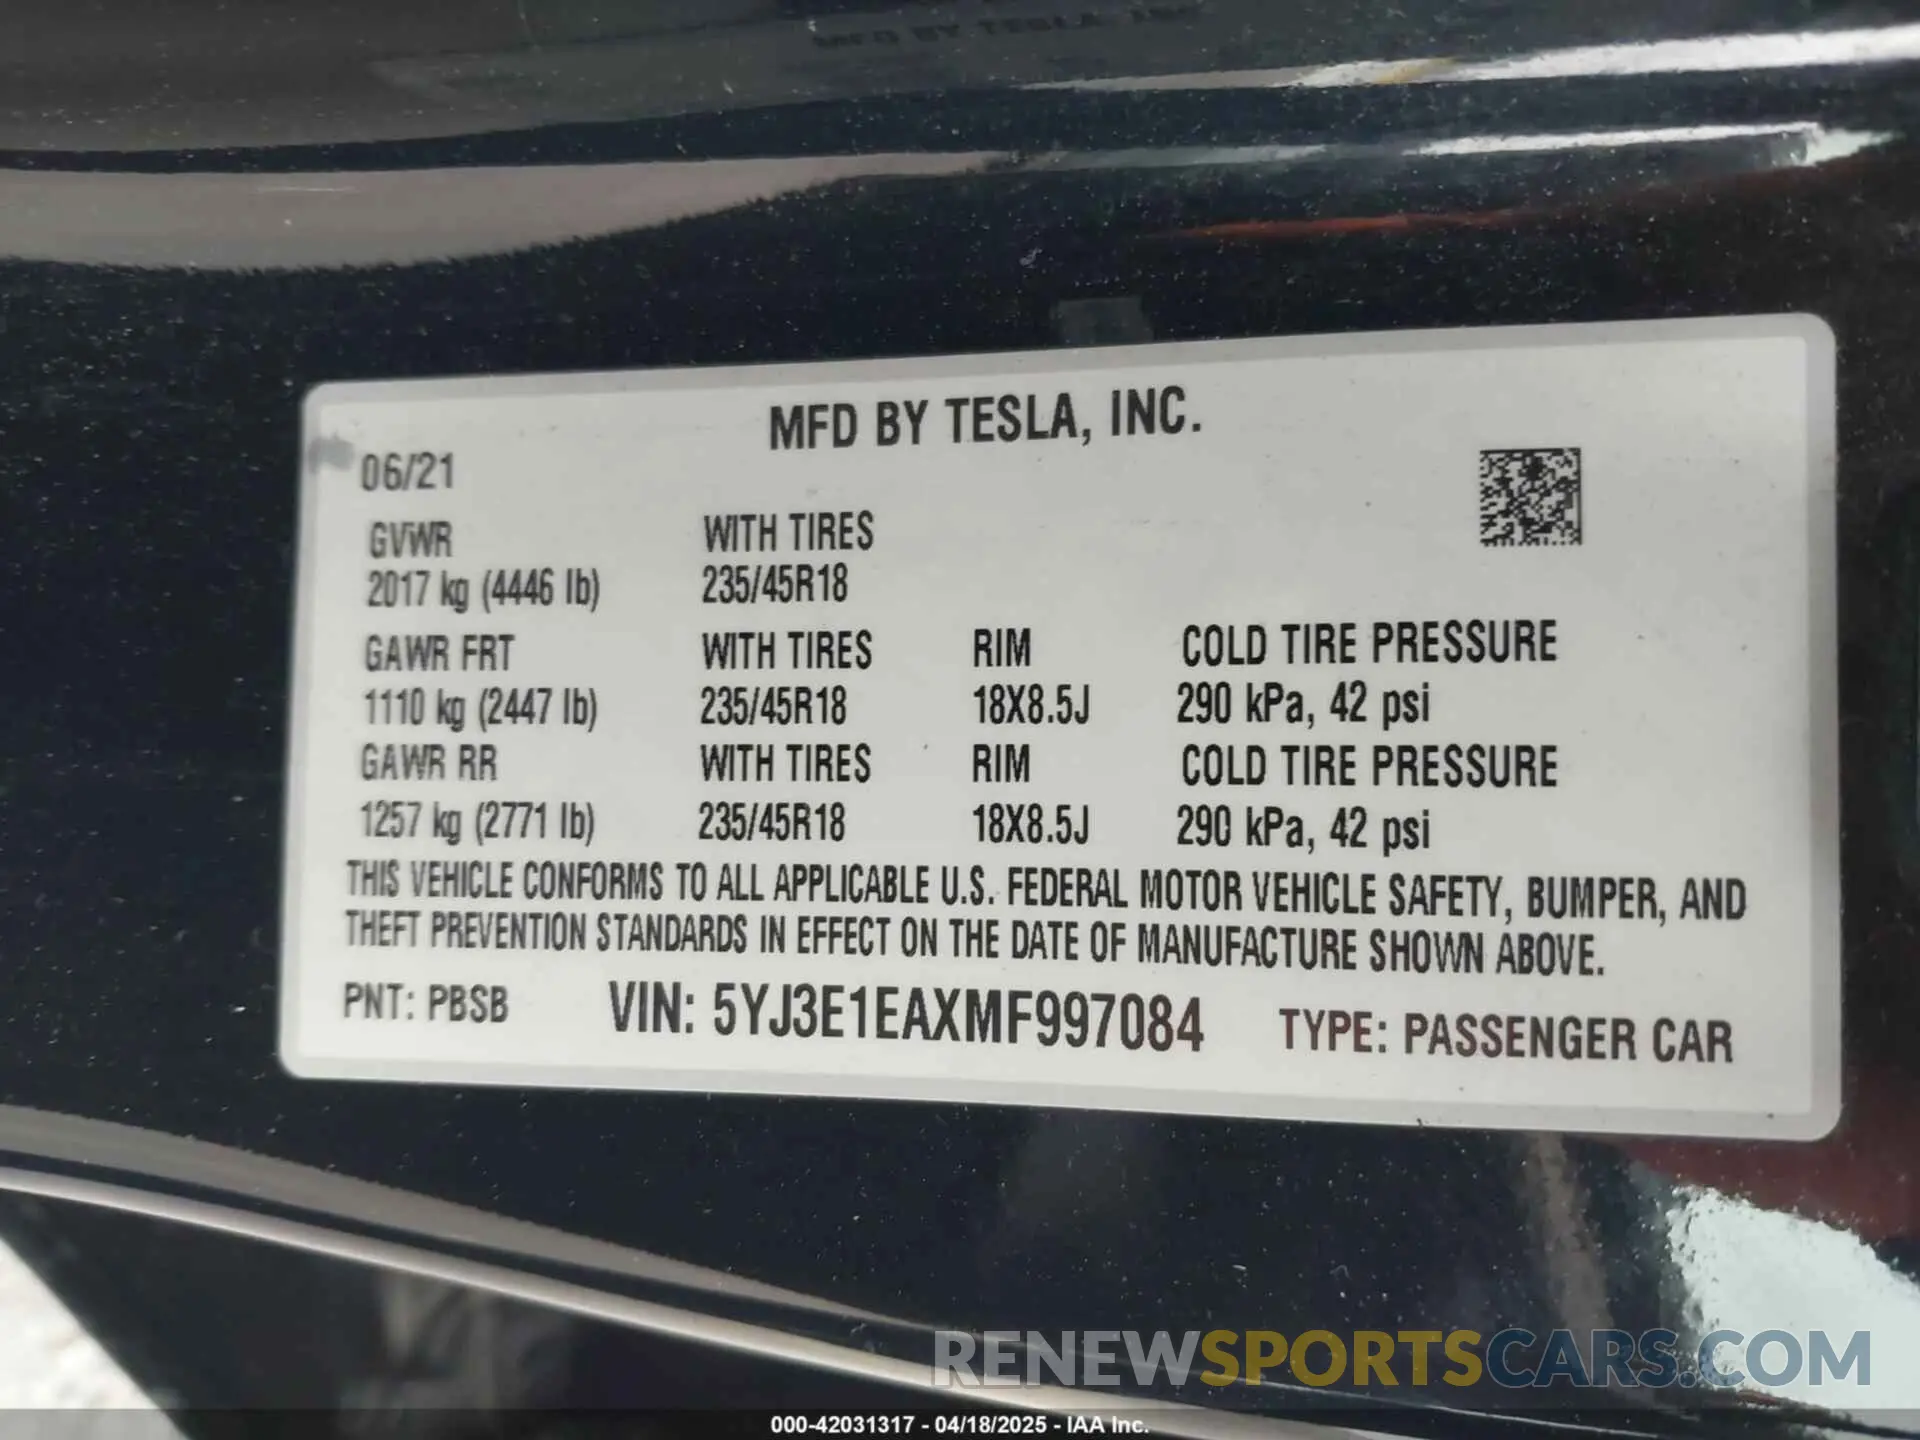 MFD BY TESLA, INC.
06/21
GVWR WITH TIRES
2017 kg (4446 lb) 235/45R18
GAWR FRT WITH TIRES RIM COLD TIRE PRESSURE
1110 kg (2447 lb) 235/45R18 18X8.5J 290 kPa, 42 psi
GAWR RR WITH TIRES RIM COLD TIRE PRESSURE
1257 kg (2771 lb) 235/45R18 18X8.5J 290 kPa, 42 psi
THIS VEHICLE CONFORMS TO ALL APPLICABLE U.S. FEDERAL MOTOR VEHICLE SAFETY, BUMPER, AND
THEFT PREVENTION STANDARDS IN EFFECT ON THE DATE OF MANUFACTURE SHOWN ABOVE.
PNT: PBSB VIN: 5YJ3E1EAXMF997084 TYPE: PASSENGER CAR
RENEWSPORTSCARS.COM
000-42031317 - 04/18/2025 - IAA Inc.